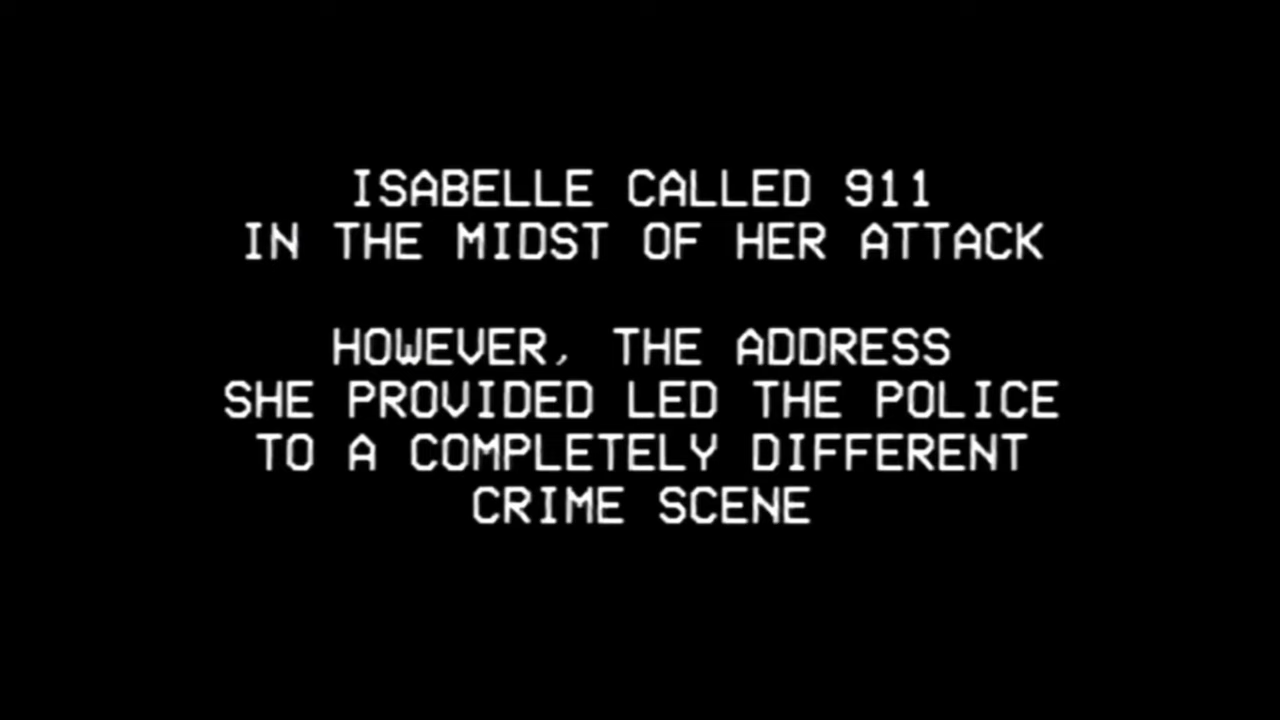 ISABELLE CALLED 911
IN THE MIDST OF HER ATTACK
HOWEVER, THE ADDRESS
SHE PROVIDED LED THE POLICE
TO A COMPLETELY DIFFERENT
CRIME SCENE